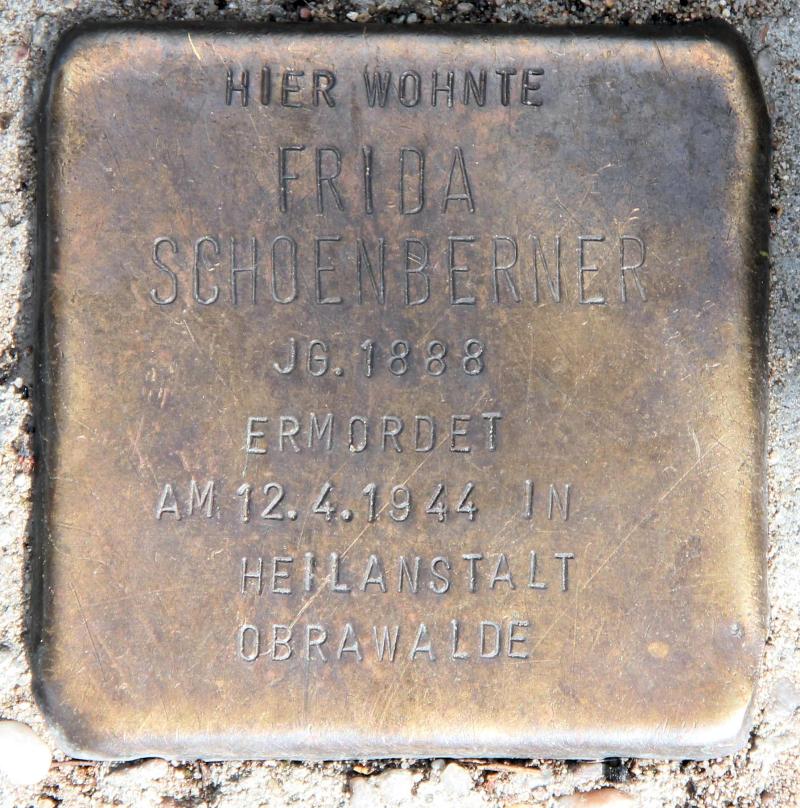 HIER WOHNTE
FRIDA
SCHOENBERNER
JG. 1888
ERMORDET
AM 12.4.1944 IN
HEILANSTALT
OBRAWALDE